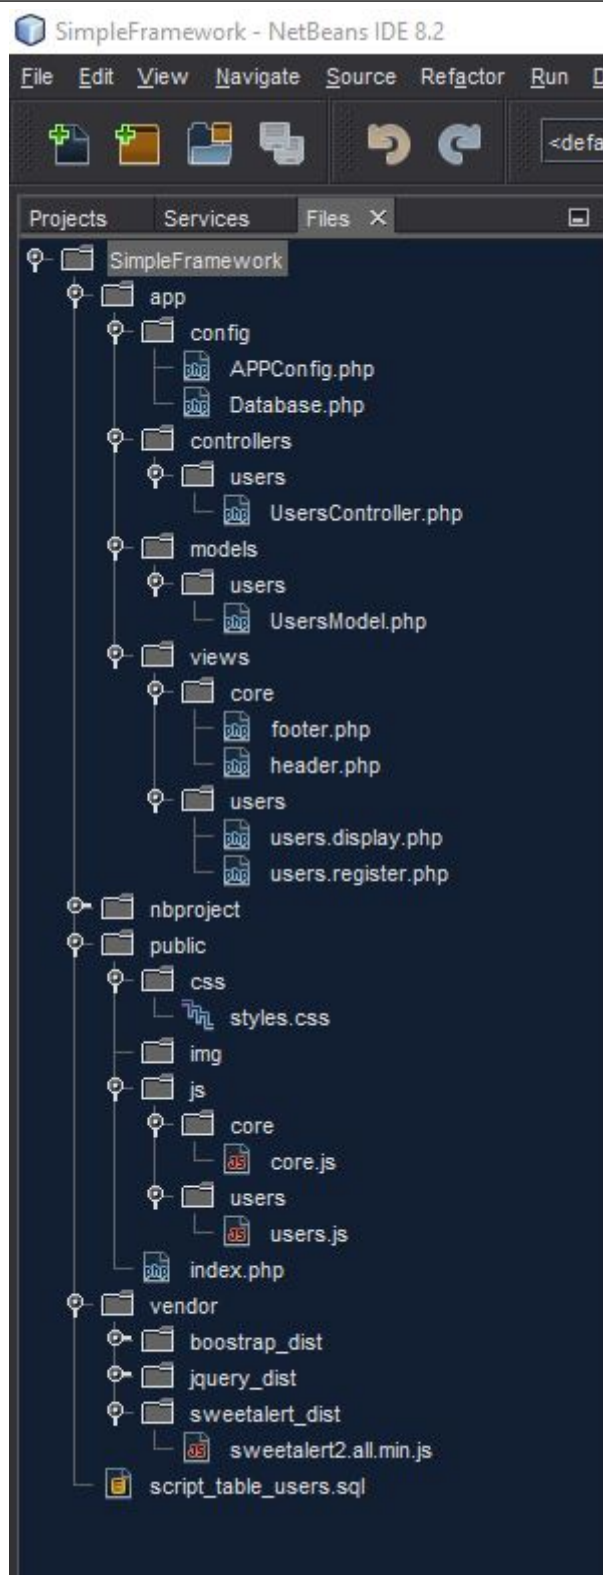 SimpleFramework - NetBeans IDE 8.2
File Edit View Navigate Source Refactor Run D
<defa
Projects Services Files
SimpleFramework
app
config
APPConfig.php
Database.php
controllers
users
UsersController.php
models
users
UsersModel.php
views
core
footer.php
header.php
users
users.display.php
users.register.php
nbproject
public
css
styles.css
img
js
core
core.js
users
users.js
index.php
vendor
boostrap_dist
jquery_dist
sweetalert_dist
sweetalert2.all.min.js
script_table_users.sql